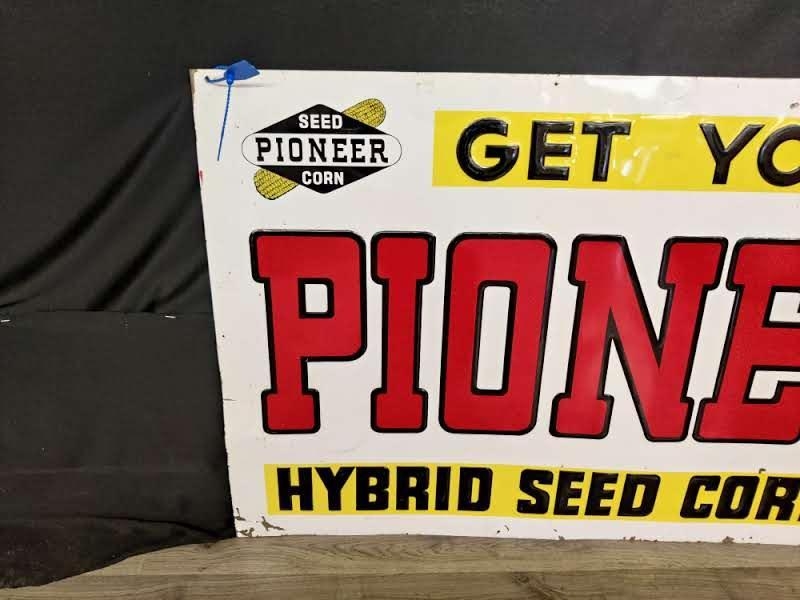 SEED
PIONEER
CORN
GET YO
PIONE
HYBRID SEED COR